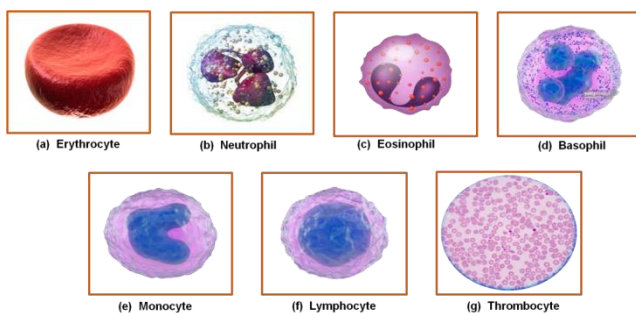 (a) Erythrocyte
(b) Neutrophil
(c) Eosinophil
(d) Basophil
(e) Monocyte
(f) Lymphocyte
(g) Thrombocyte